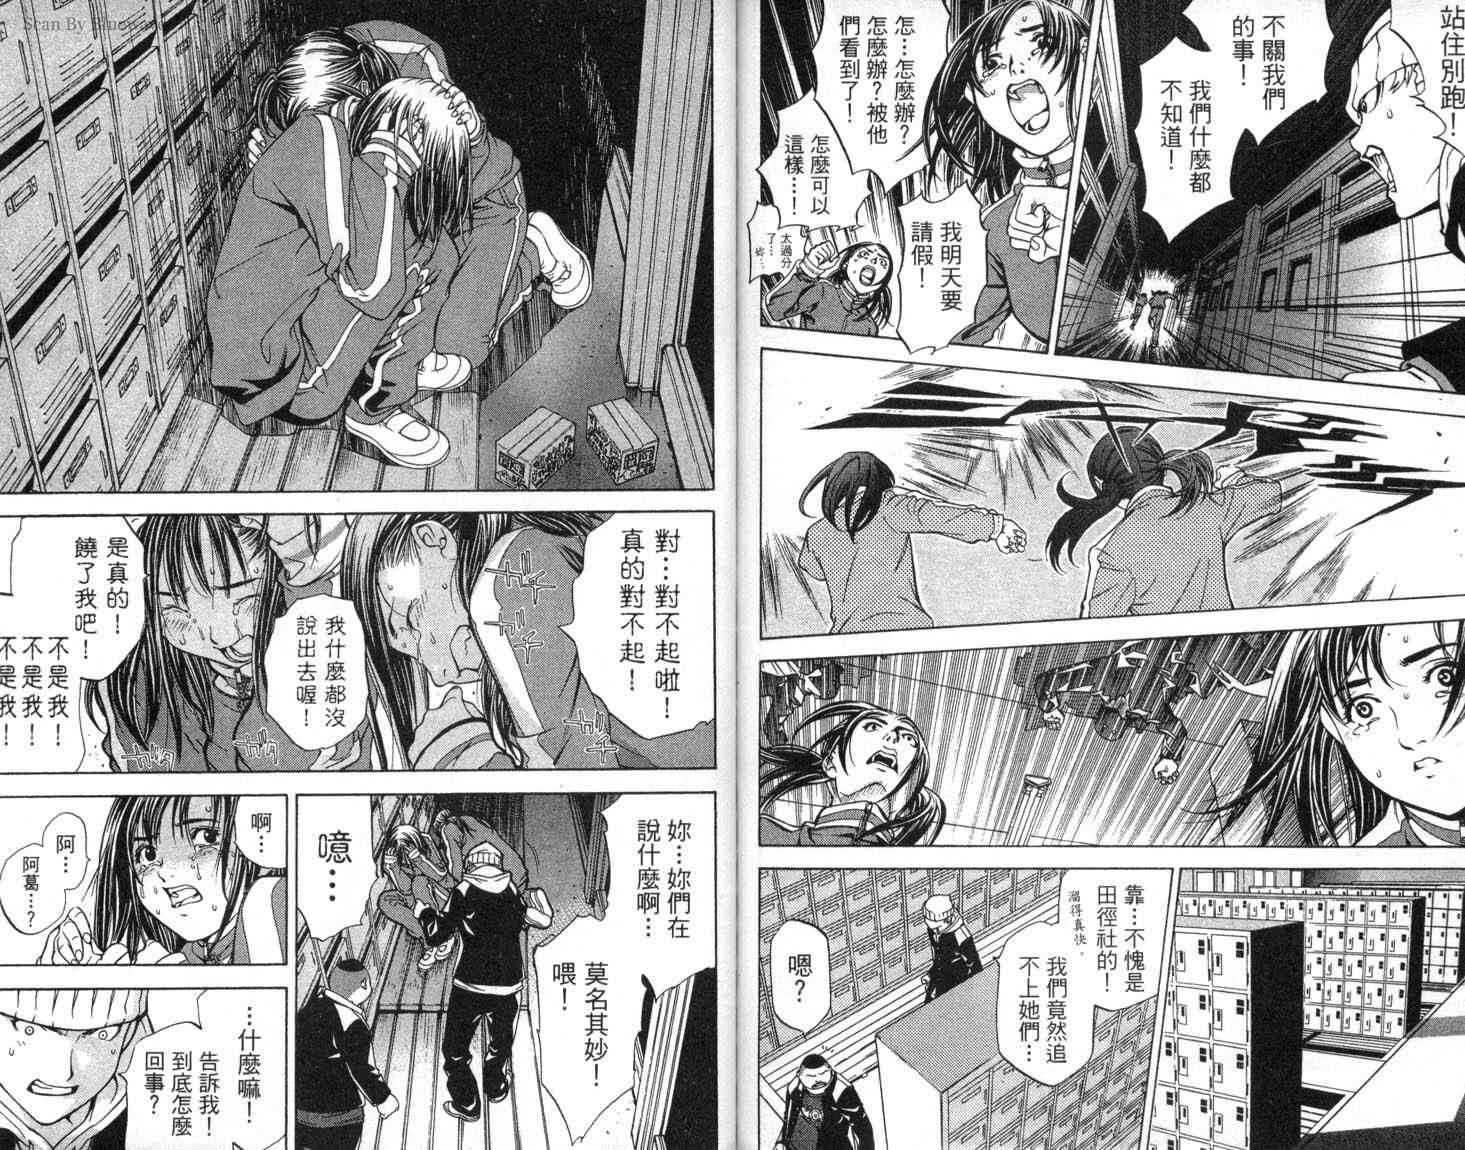 站住別跑！
不關我們
的事！
我們什麼都
不知道！
怎…怎麼辦？
怎麼辦？被他
們看到了！
怎麼可以
這樣……！
我明天要
請假！
太過分
了…
靠…不愧是
田徑社的！
溜得真快。
我們竟然追
不上她們…
嗯？
對…對不起啦！
真的對不起！
我什麼都沒
說出去喔！
是真的！
饒了我吧！
不是我！
不是我！
不是我！
妳…妳們在
說什麼啊…
莫名其妙！
喂！
噫…
啊…
阿…
阿葛…？
…什麼嘛！
告訴我！
到底怎麼
回事？
Scan By